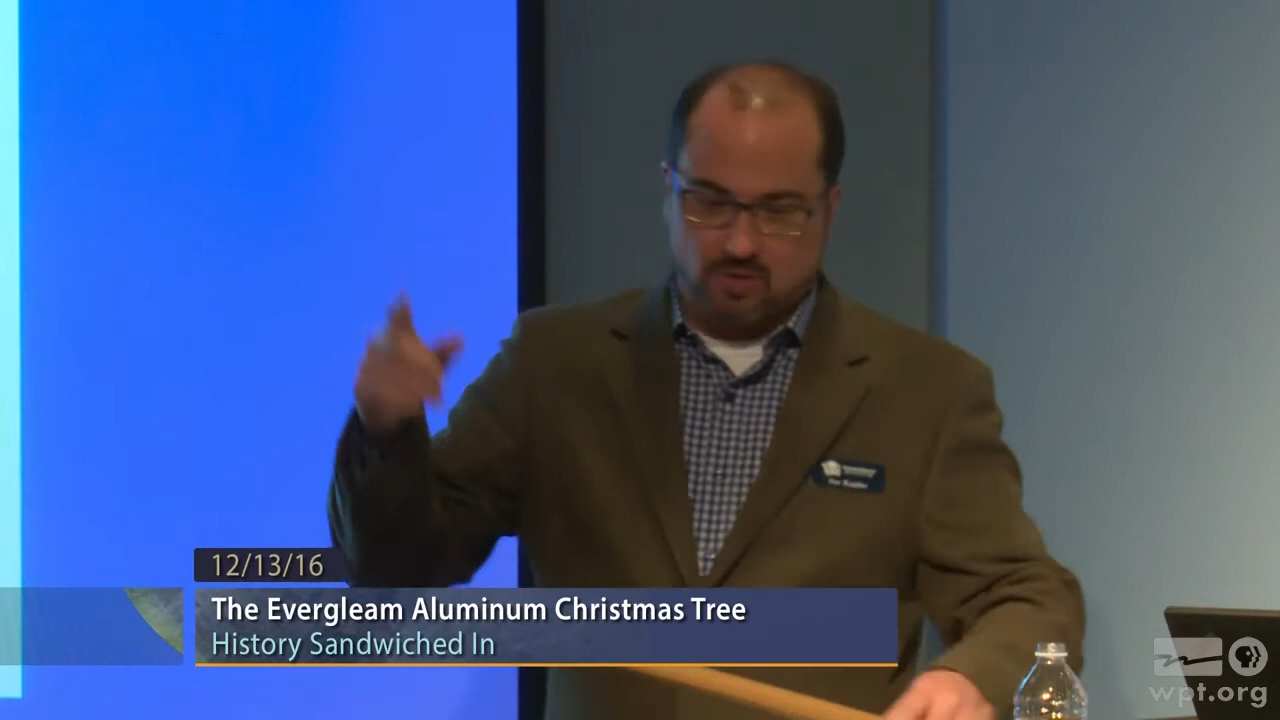 12/13/16
The Evergleam Aluminum Christmas Tree
History Sandwiched In
wpt.org